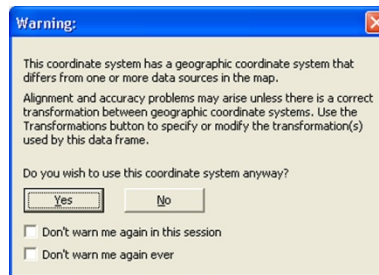 Warning:
This coordinate system has a geographic coordinate system that
differs from one or more data sources in the map.
Alignment and accuracy problems may arise unless there is a correct
transformation between geographic coordinate systems. Use the
Transformations button to specify or modify the transformation(s)
used by this data frame.
Do you wish to use this coordinate system anyway?
Yes No
Don't warn me again in this session
Don't warn me again ever